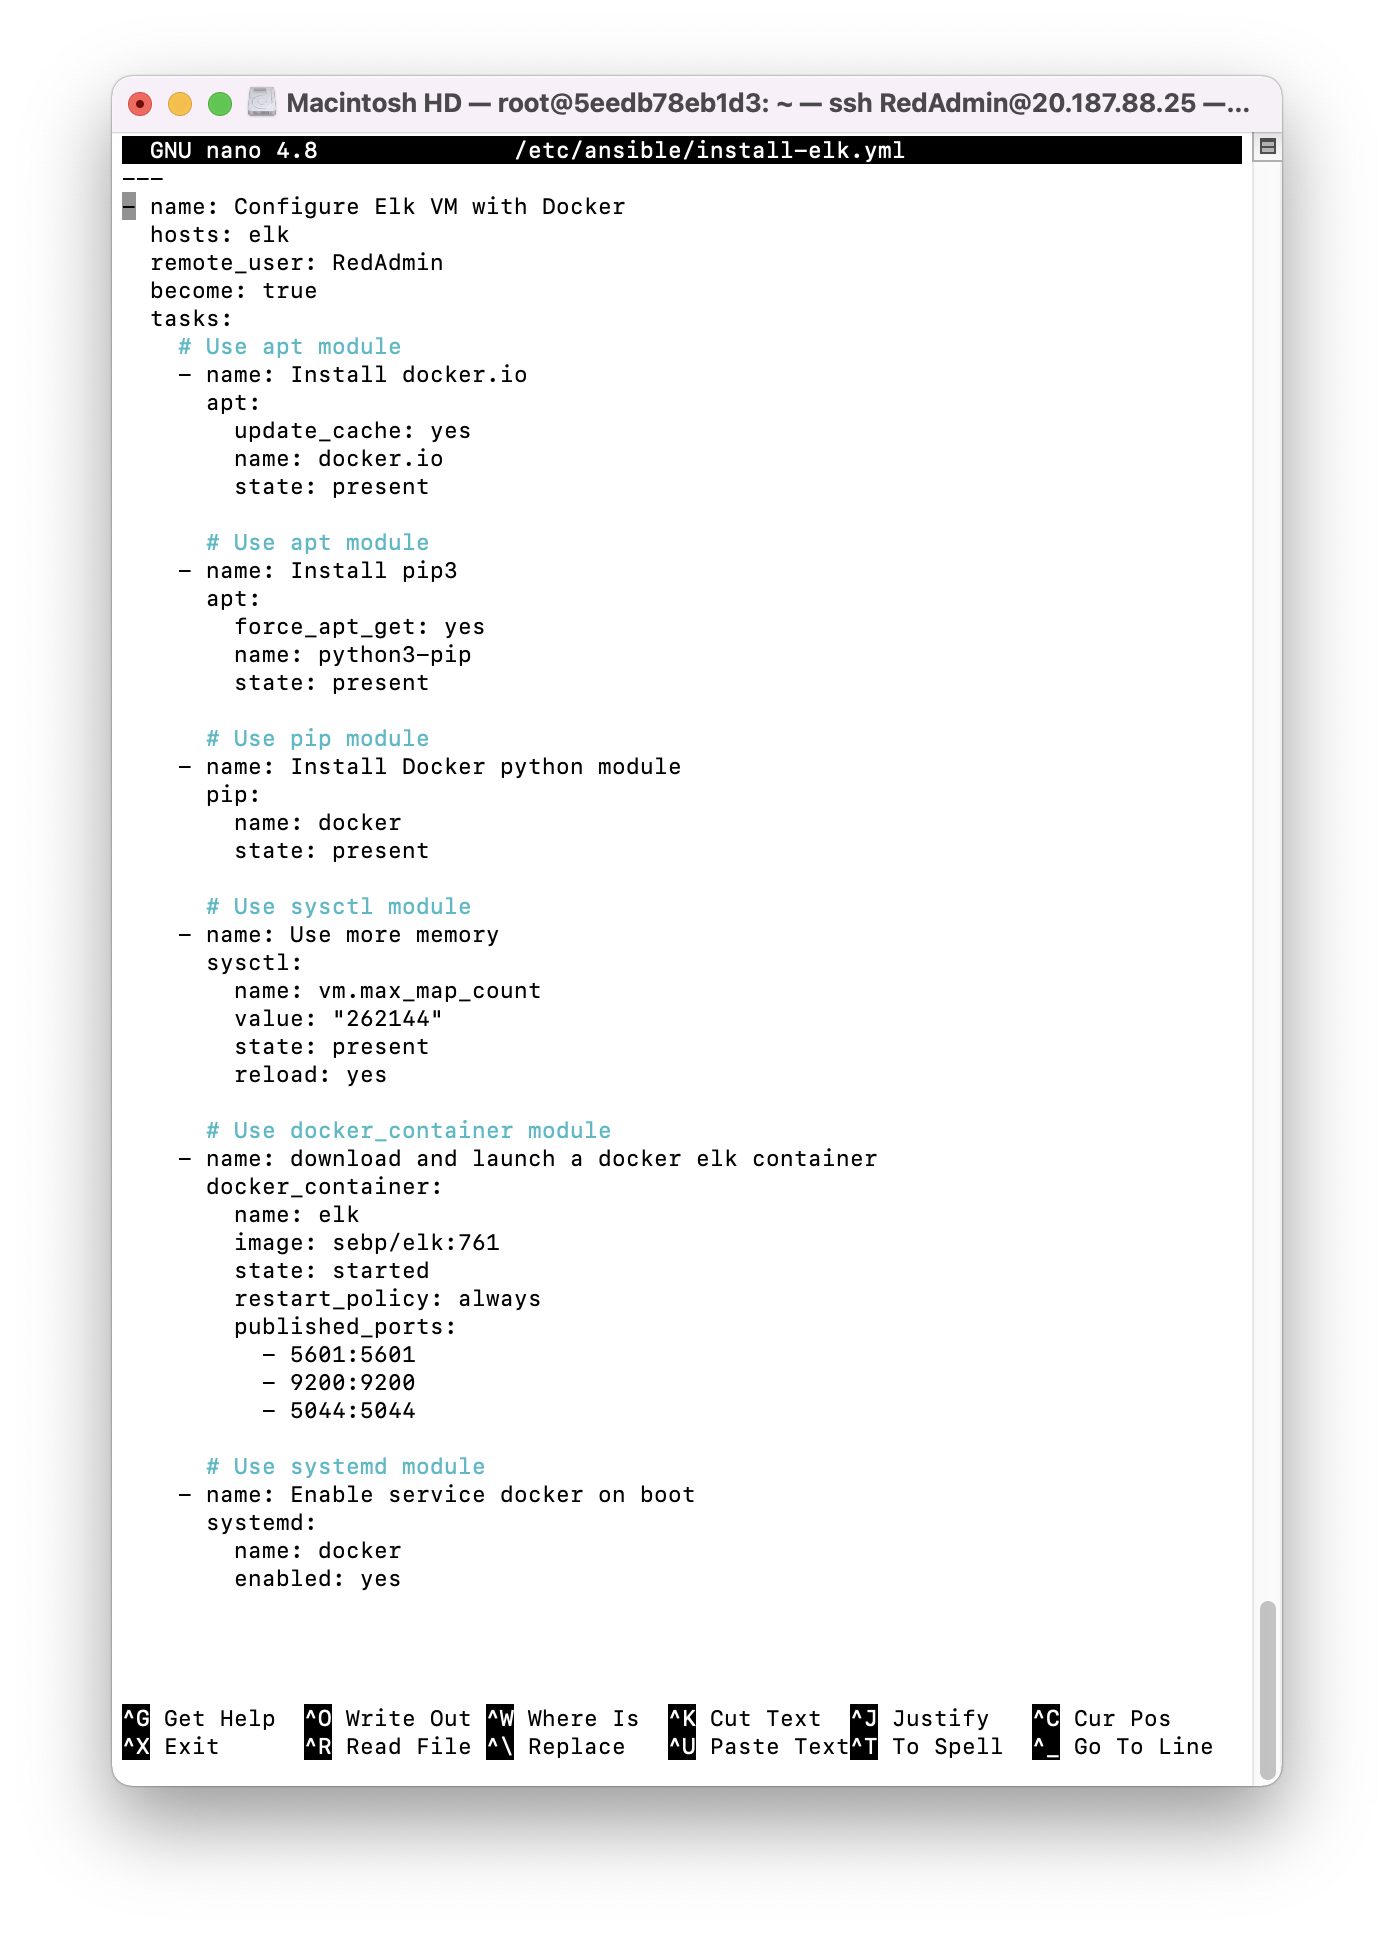 Macintosh HD — root@5eedb78eb1d3: ~ — ssh RedAdmin@20.187.88.25 —...
GNU nano 4.8 /etc/ansible/install-elk.yml
---
- name: Configure Elk VM with Docker
  hosts: elk
  remote_user: RedAdmin
  become: true
  tasks:
    # Use apt module
    - name: Install docker.io
      apt:
        update_cache: yes
        name: docker.io
        state: present

      # Use apt module
    - name: Install pip3
      apt:
        force_apt_get: yes
        name: python3-pip
        state: present

      # Use pip module
    - name: Install Docker python module
      pip:
        name: docker
        state: present

      # Use sysctl module
    - name: Use more memory
      sysctl:
        name: vm.max_map_count
        value: "262144"
        state: present
        reload: yes

      # Use docker_container module
    - name: download and launch a docker elk container
      docker_container:
        name: elk
        image: sebp/elk:761
        state: started
        restart_policy: always
        published_ports:
          - 5601:5601
          - 9200:9200
          - 5044:5044

      # Use systemd module
    - name: Enable service docker on boot
      systemd:
        name: docker
        enabled: yes

^G Get Help ^O Write Out ^W Where Is ^K Cut Text ^J Justify ^C Cur Pos
^X Exit ^R Read File ^\ Replace ^U Paste Text ^T To Spell ^_ Go To Line